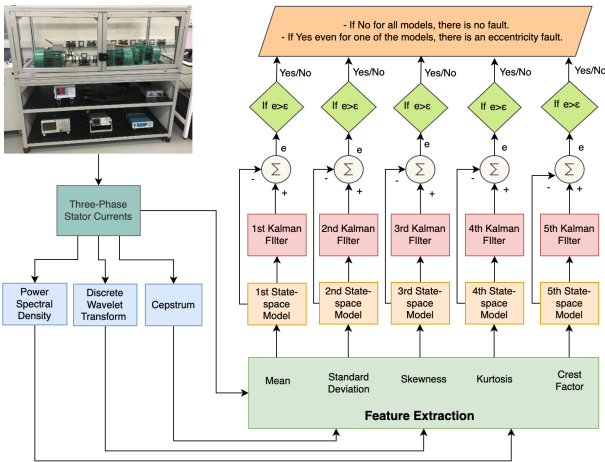 - If No for all models, there is no fault.
- If Yes even for one of the models, there is an eccentricity fault.
Yes/No
Yes/No
Yes/No
Yes/No
Yes/No
If e>ε
If e>ε
If e>ε
If e>ε
If e>ε
e
e
e
e
e
Σ
Σ
Σ
Σ
Σ
-
-
-
-
-
+
+
+
+
+
Three-Phase
Stator Currents
1st Kalman
FIlter
2nd Kalman
FIlter
3rd Kalman
FIlter
4th Kalman
FIlter
5th Kalman
FIlter
Power
Spectral
Density
Discrete
Wavelet
Transform
Cepstrum
1st State-
space
Model
2nd State-
space
Model
3rd State-
space
Model
4th State-
space
Model
5th State-
space
Model
Mean
Standard
Deviation
Skewness
Kurtosis
Crest
Factor
Feature Extraction